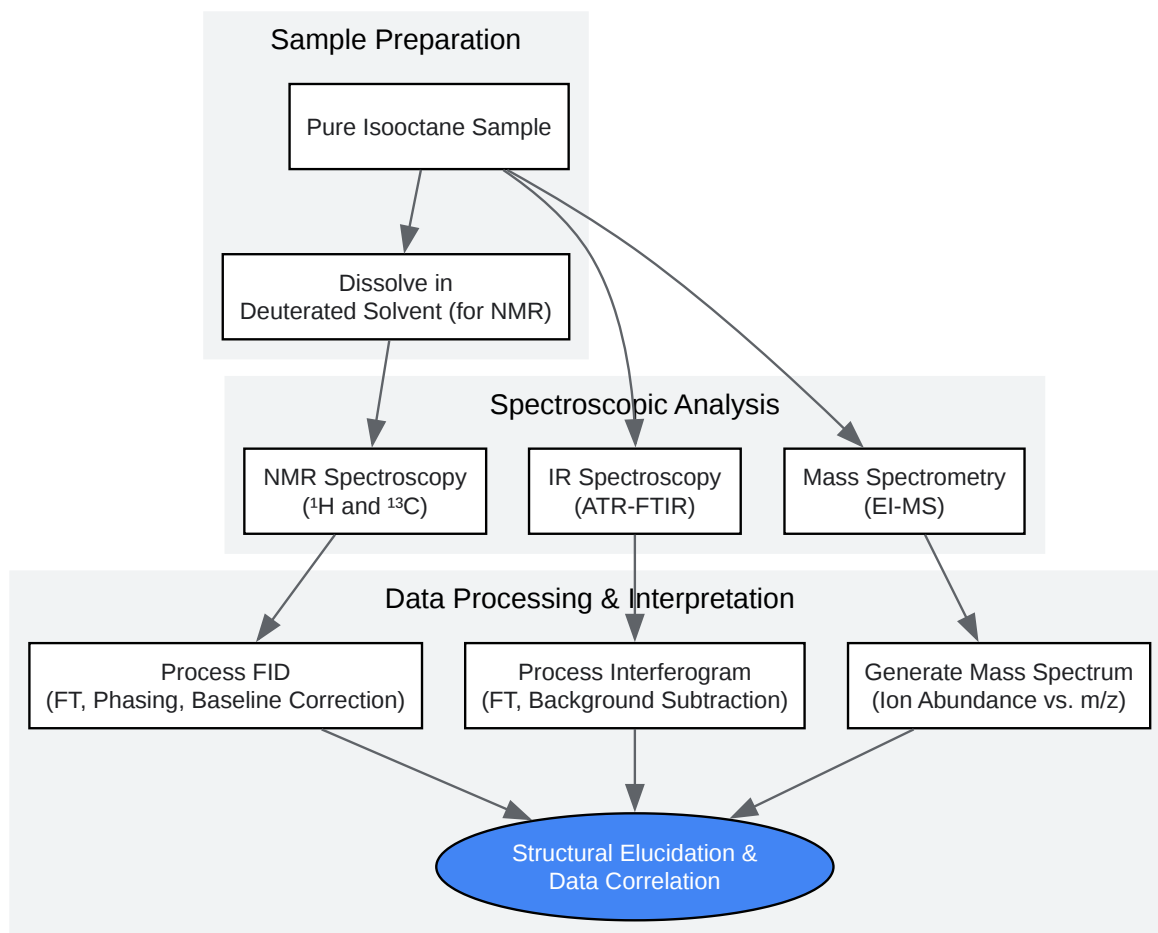 Sample Preparation
Pure Isooctane Sample
Dissolve in
Deuterated Solvent (for NMR)
Spectroscopic Analysis
NMR Spectroscopy
(¹H and ¹³C)
IR Spectroscopy
(ATR-FTIR)
Mass Spectrometry
(EI-MS)
Data Processing & Interpretation
Process FID
(FT, Phasing, Baseline Correction)
Process Interferogram
(FT, Background Subtraction)
Generate Mass Spectrum
(Ion Abundance vs. m/z)
Structural Elucidation &
Data Correlation